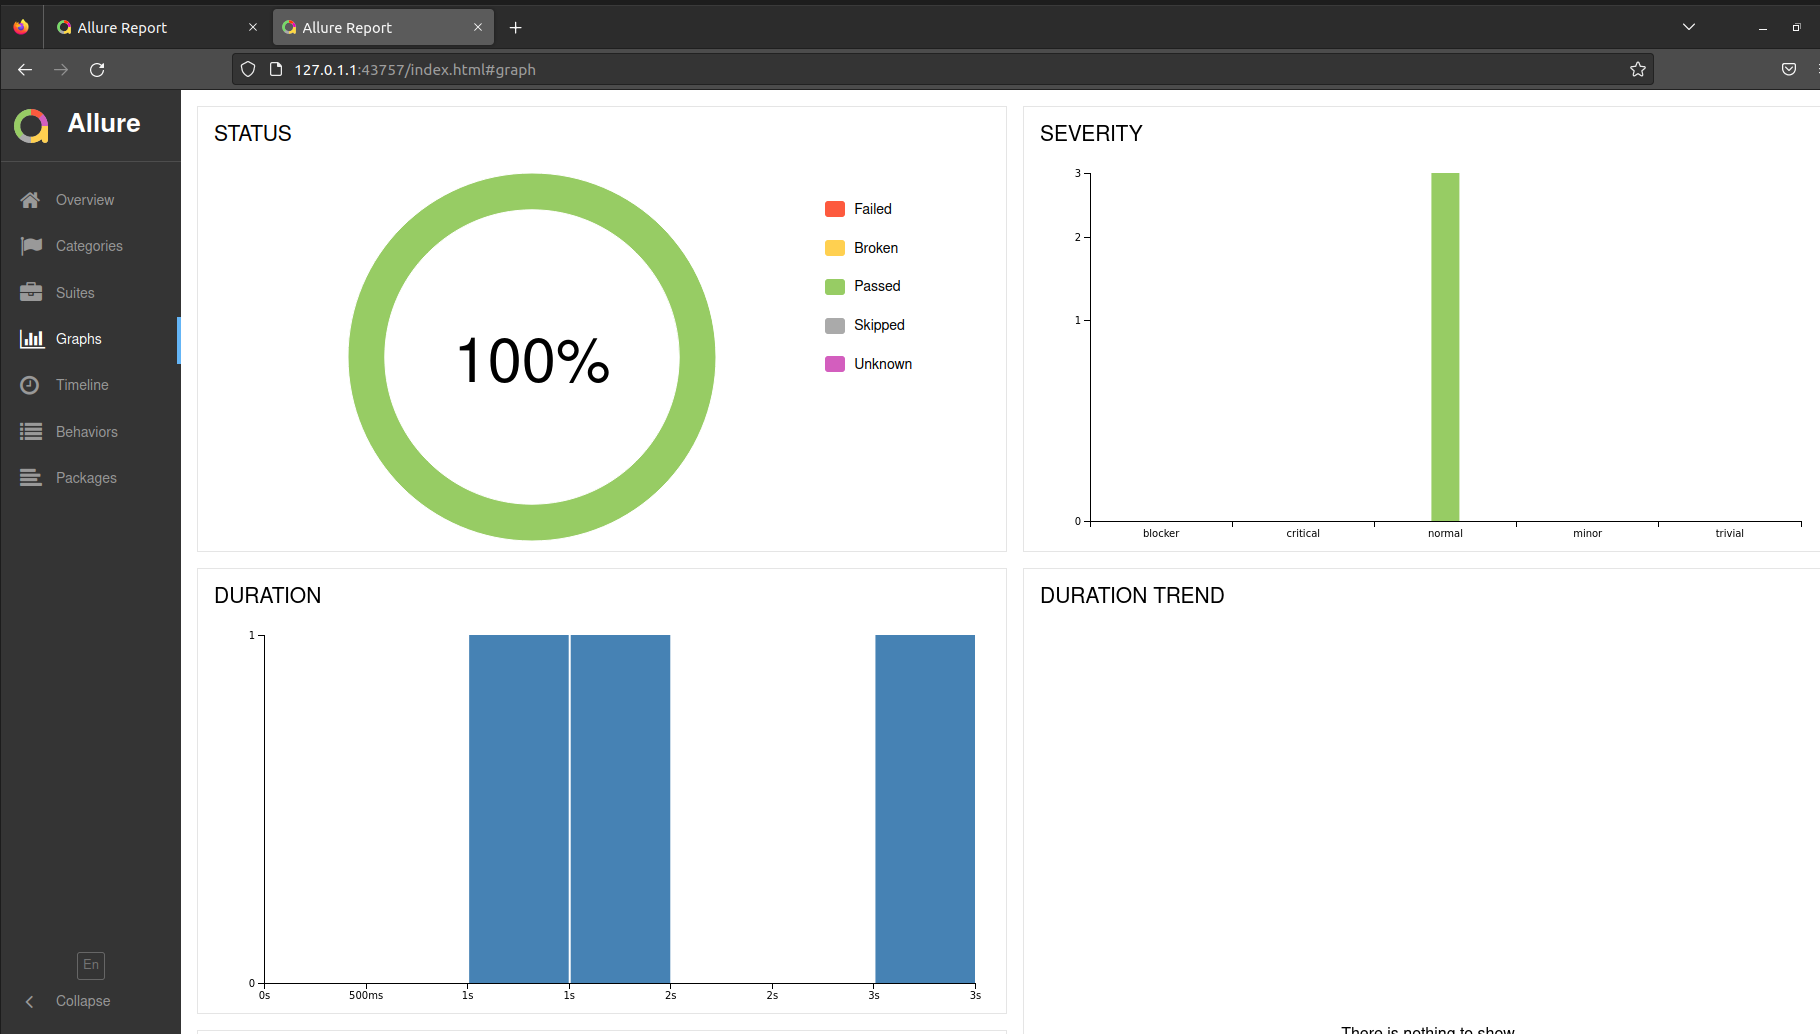 Allure Report
Allure Report
127.0.1.1:43757/index.html#graph
Allure
Overview
Categories
Suites
Graphs
Timeline
Behaviors
Packages
En
Collapse
STATUS
100%
Failed
Broken
Passed
Skipped
Unknown
SEVERITY
3
2
1
0
blocker critical normal minor trivial
DURATION
1
0
0s 500ms 1s 1s 2s 2s 3s 3s
DURATION TREND
There is nothing to show